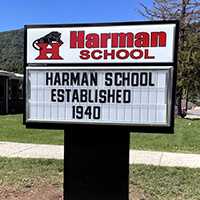 H Harman
SCHOOL
HARMAN SCHOOL
ESTABLISHED
1940